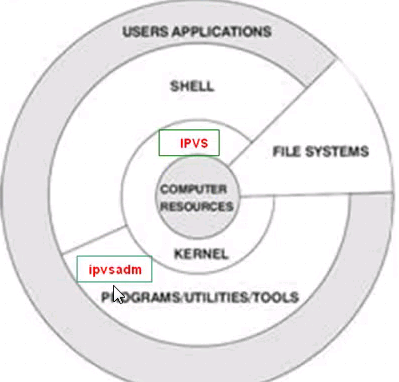 USERS APPLICATIONS
SHELL
IPVS
FILE SYSTEMS
COMPUTER
RESOURCES
KERNEL
ipvsadm
PROGRAMS/UTILITIES/TOOLS